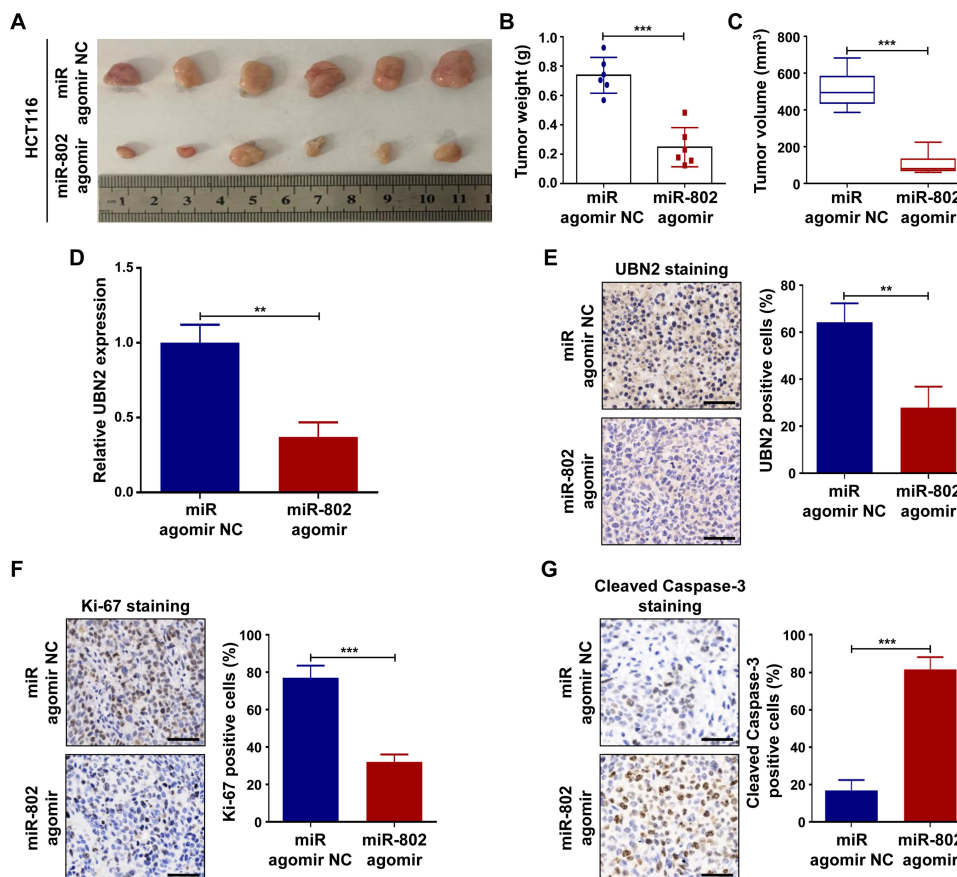 A
HCT116
miR
agomir NC
miR-802
agomir
1 2 3 4 5 6 7 8 9 10 11 1
B
Tumor weight (g)
1.0
0.8
0.6
0.4
0.2
0.0
***
miR
agomir NC
miR-802
agomir
C
Tumor volume (mm³)
800
600
400
200
0
***
miR
agomir NC
miR-802
agomir
D
Relative UBN2 expression
1.5
1.0
0.5
0.0
**
miR
agomir NC
miR-802
agomir
E
UBN2 staining
miR
agomir NC
miR-802
agomir
UBN2 positive cells (%)
80
60
40
20
0
**
miR
agomir NC
miR-802
agomir
F
Ki-67 staining
miR
agomir NC
miR-802
agomir
Ki-67 positive cells (%)
100
80
60
40
20
0
***
miR
agomir NC
miR-802
agomir
G
Cleaved Caspase-3
staining
miR
agomir NC
miR-802
agomir
Cleaved Caspase-3
positive cells (%)
100
80
60
40
20
0
***
miR
agomir NC
miR-802
agomir